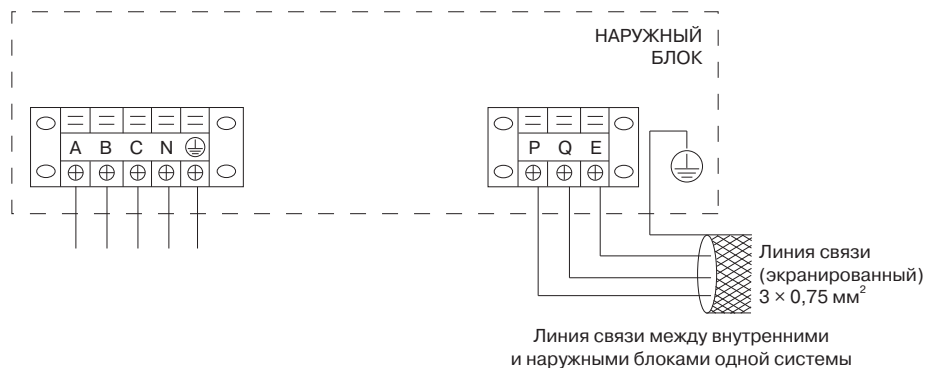 НАРУЖНЫЙ
БЛОК
A B C N
P Q E
Линия связи
(экранированный)
3 × 0,75 мм²
Линия связи между внутренними
и наружными блоками одной системы